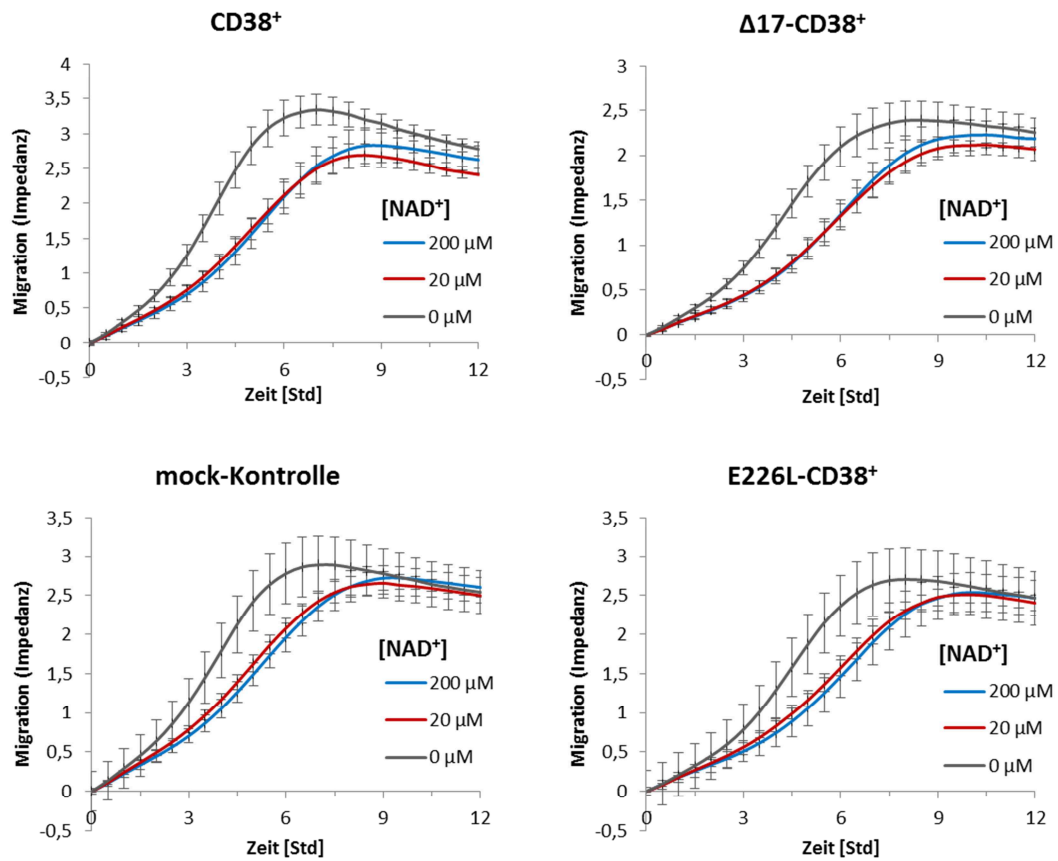 CD38⁺
Migration (Impedanz)
4
3,5
3
2,5
2
1,5
1
0,5
0
-0,5
0 3 6 9 12
Zeit [Std]
[NAD⁺]
200 µM
20 µM
0 µM
Δ17-CD38⁺
Migration (Impedanz)
3
2,5
2
1,5
1
0,5
0
-0,5
0 3 6 9 12
Zeit [Std]
[NAD⁺]
200 µM
20 µM
0 µM
mock-Kontrolle
Migration (Impedanz)
3,5
3
2,5
2
1,5
1
0,5
0
-0,5
0 3 6 9 12
Zeit [Std]
[NAD⁺]
200 µM
20 µM
0 µM
E226L-CD38⁺
Migration (Impedanz)
3,5
3
2,5
2
1,5
1
0,5
0
-0,5
0 3 6 9 12
Zeit [Std]
[NAD⁺]
200 µM
20 µM
0 µM